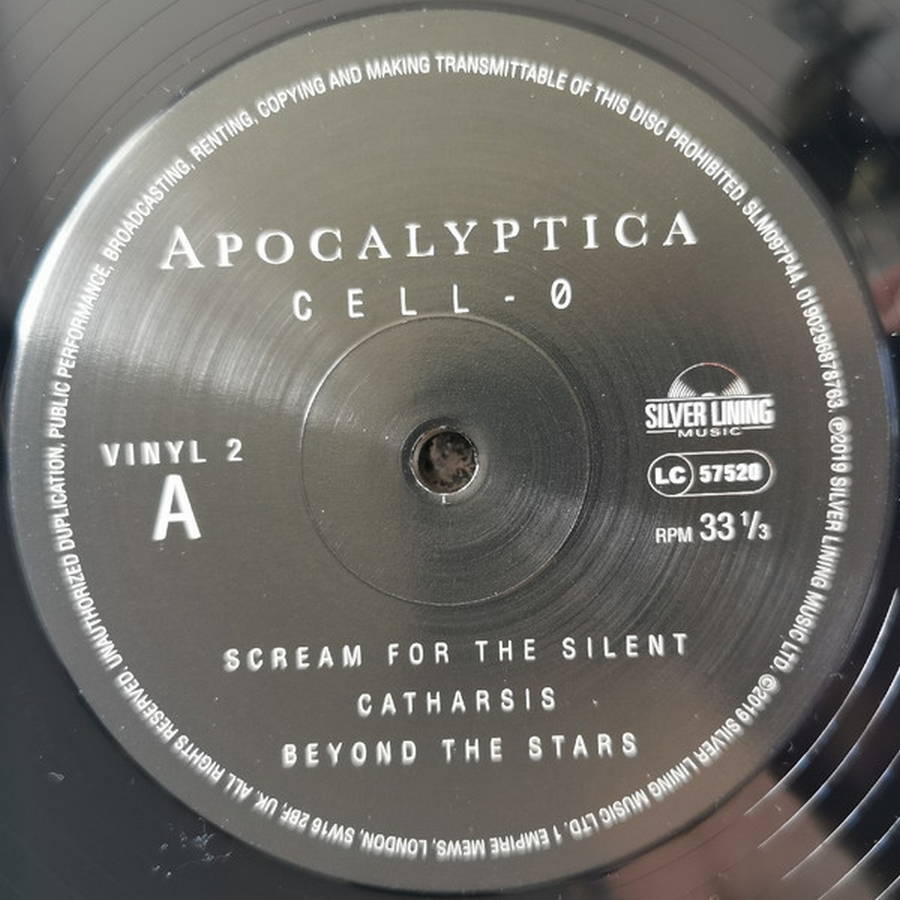 APOCALYPTICA
CELL-0
VINYL 2
A
SILVER LINING
MUSIC
LC 57520
RPM 33 1/3
SCREAM FOR THE SILENT
CATHARSIS
BEYOND THE STARS
℗2019 SILVER LINING MUSIC LTD. ©2019 SILVER LINING MUSIC LTD. 1 EMPIRE MEWS, LONDON, SW16 2BF, UK. ALL RIGHTS RESERVED. UNAUTHORIZED DUPLICATION, PUBLIC PERFORMANCE, BROADCASTING, RENTING, COPYING AND MAKING TRANSMITTABLE OF THIS DISC PROHIBITED. SLM097P44. 0190296878763.